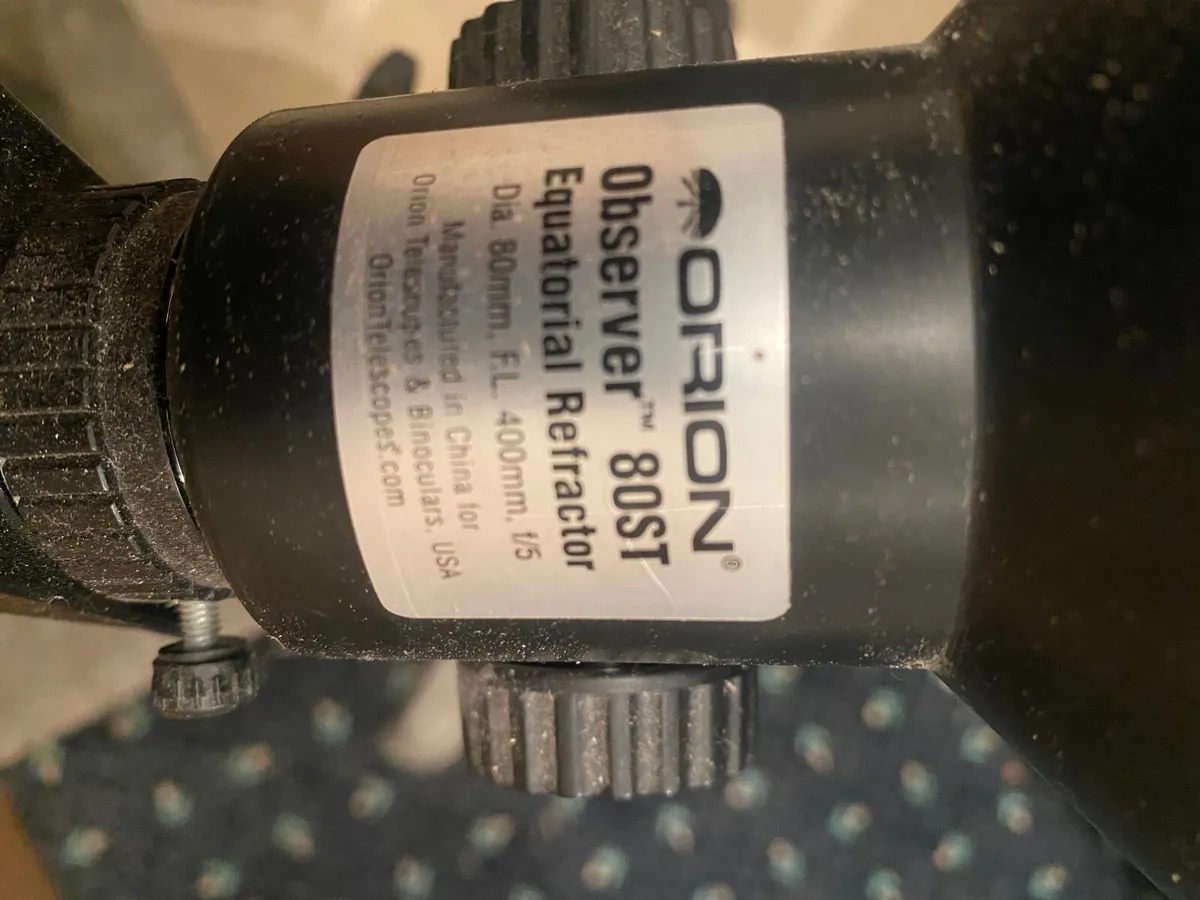 ORION®
Observer™ 80ST
Equatorial Refractor
Dia. 80mm, F.L. 400mm, f/5
Manufactured in China for
Orion Telescopes & Binoculars, USA
OrionTelescopes.com